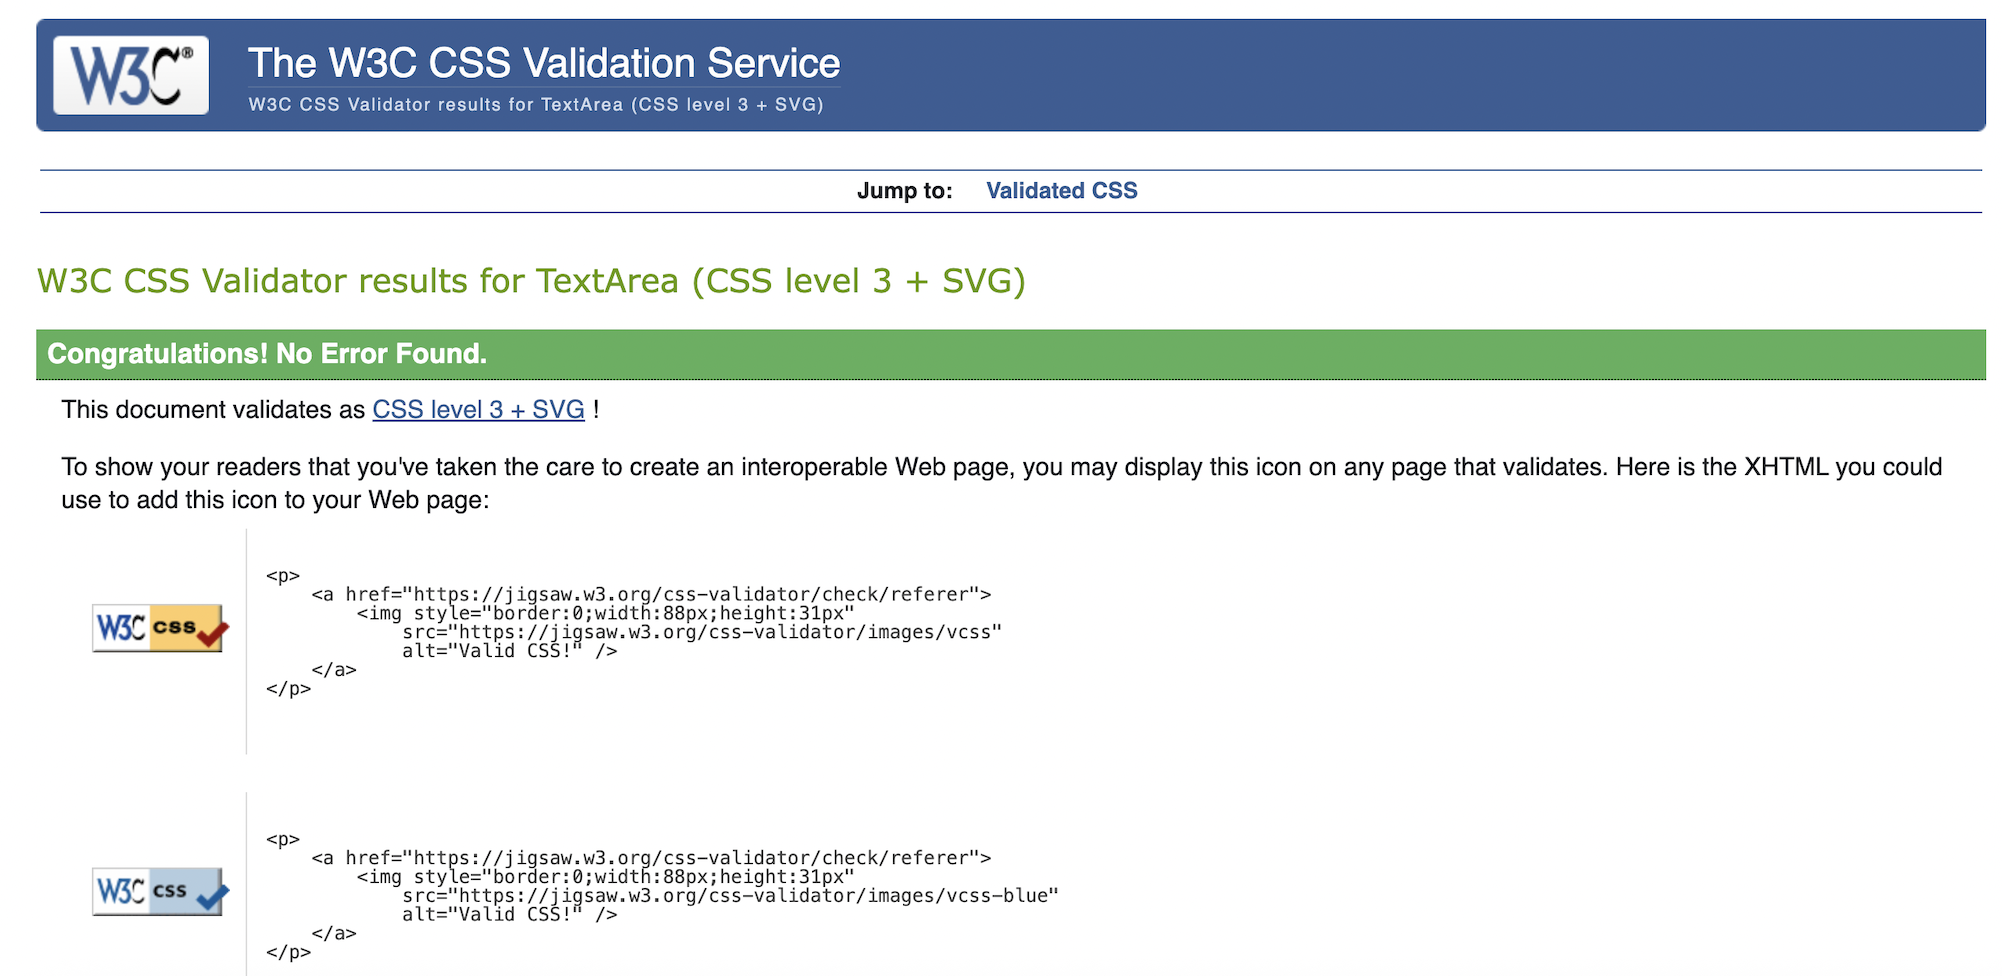 W3C®
The W3C CSS Validation Service
W3C CSS Validator results for TextArea (CSS level 3 + SVG)
Jump to: Validated CSS
W3C CSS Validator results for TextArea (CSS level 3 + SVG)
Congratulations! No Error Found.
This document validates as CSS level 3 + SVG !
To show your readers that you've taken the care to create an interoperable Web page, you may display this icon on any page that validates. Here is the XHTML you could
use to add this icon to your Web page:
W3C css
<p>
    <a href="https://jigsaw.w3.org/css-validator/check/referer">
        <img style="border:0;width:88px;height:31px"
            src="https://jigsaw.w3.org/css-validator/images/vcss"
            alt="Valid CSS!" />
    </a>
</p>
W3C css
<p>
    <a href="https://jigsaw.w3.org/css-validator/check/referer">
        <img style="border:0;width:88px;height:31px"
            src="https://jigsaw.w3.org/css-validator/images/vcss-blue"
            alt="Valid CSS!" />
    </a>
</p>